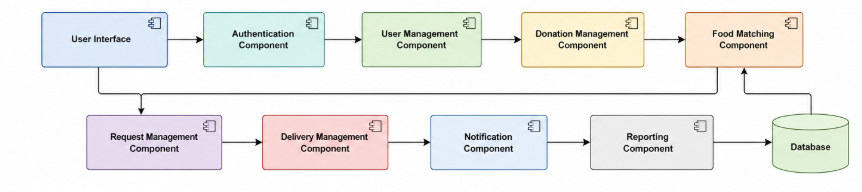 User Interface
Authentication
Component
User Management
Component
Donation Management
Component
Food Matching
Component
Request Management
Component
Delivery Management
Component
Notification
Component
Reporting
Component
Database